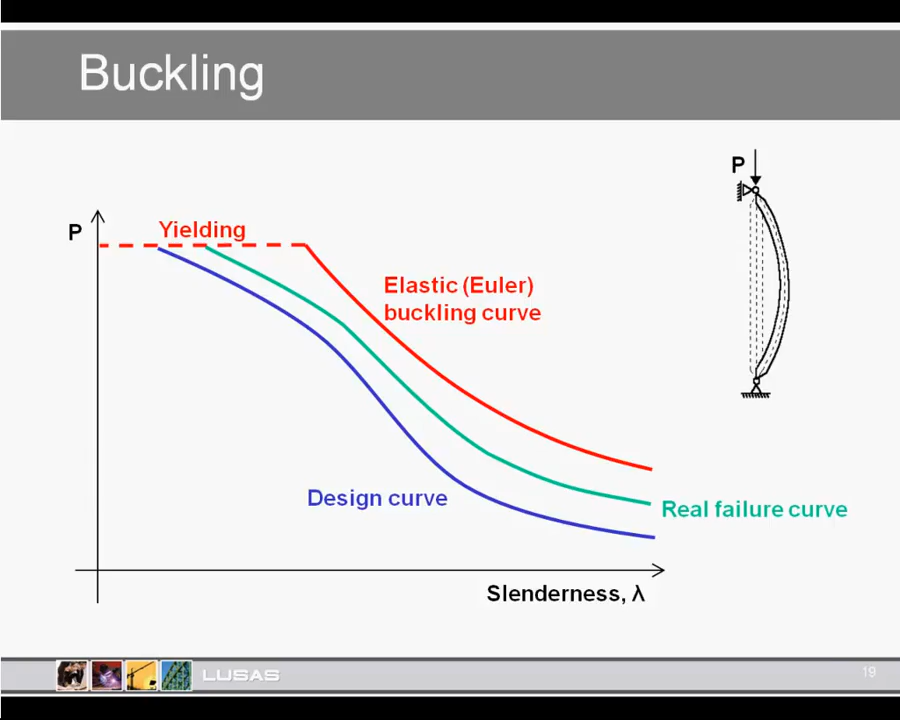 Buckling
P
P
Yielding
Elastic (Euler)
buckling curve
Design curve
Real failure curve
Slenderness, λ
LUSAS
19